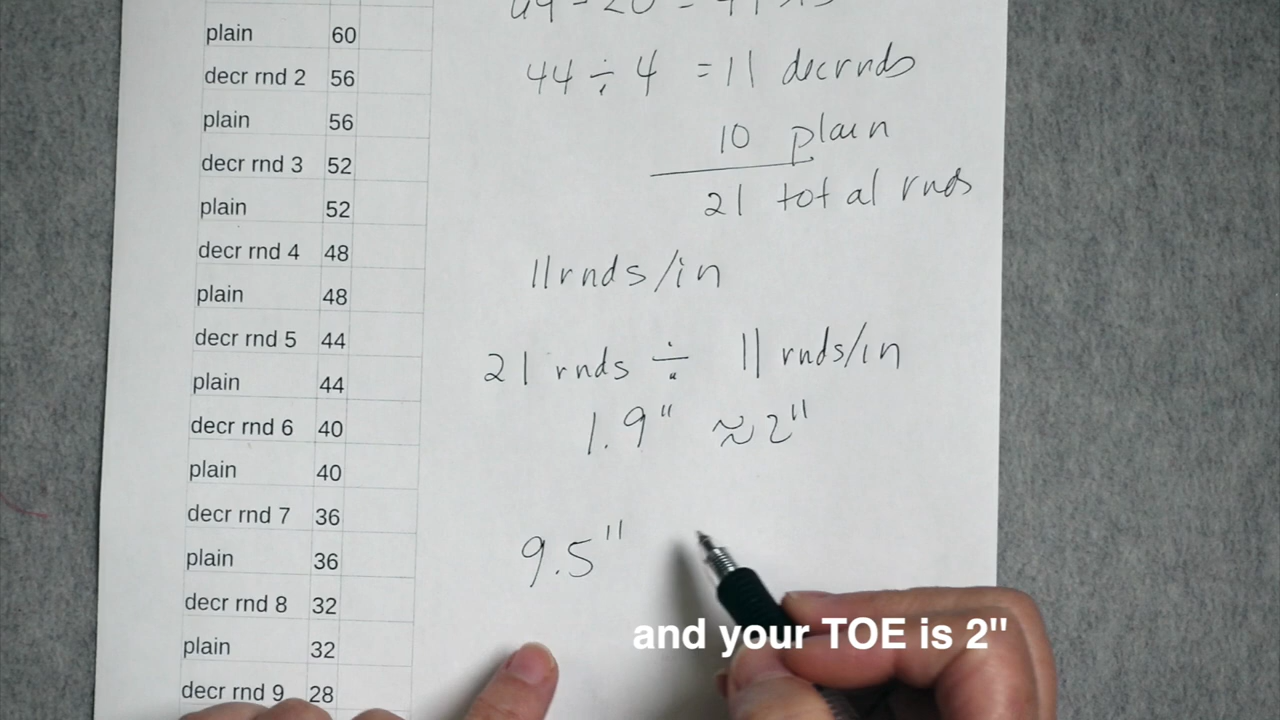 plain 60
decr rnd 2 56
plain 56
decr rnd 3 52
plain 52
decr rnd 4 48
plain 48
decr rnd 5 44
plain 44
decr rnd 6 40
plain 40
decr rnd 7 36
plain 36
decr rnd 8 32
plain 32
decr rnd 9 28
44 ÷ 4 = 11 decrnds
10 plain
21 total rnds
11 rnds/in
21 rnds ÷ 11 rnds/in
1.9" ≈ 2"
9.5"
and your TOE is 2"